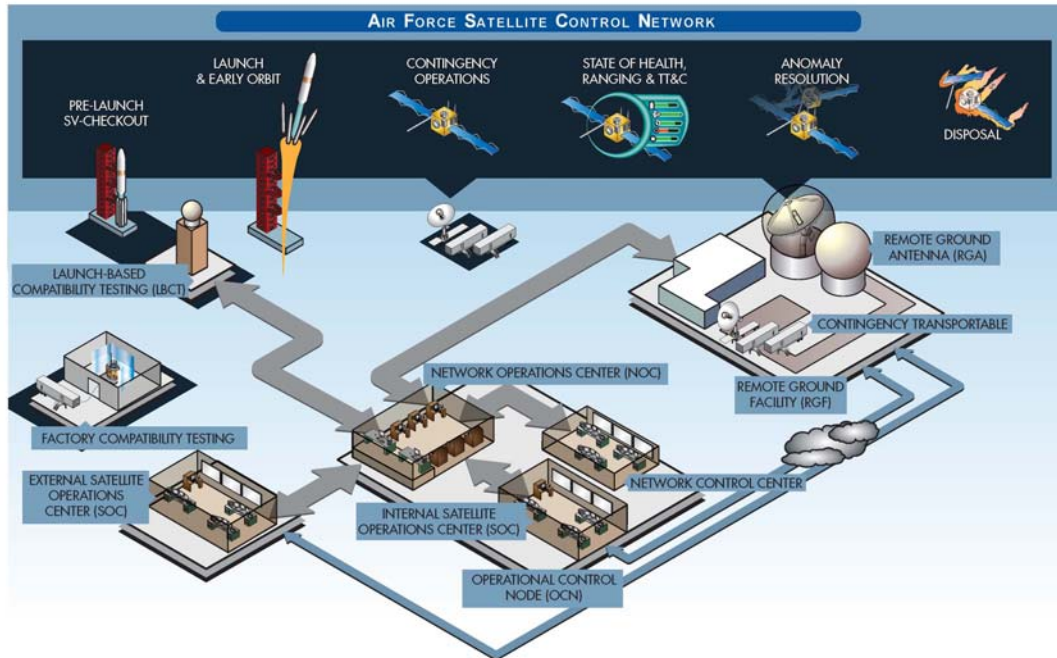 AIR FORCE SATELLITE CONTROL NETWORK
PRE-LAUNCH
SV-CHECKOUT
LAUNCH
& EARLY ORBIT
CONTINGENCY
OPERATIONS
STATE OF HEALTH,
RANGING & TT&C
ANOMALY
RESOLUTION
DISPOSAL
LAUNCH-BASED
COMPATIBILITY TESTING (LBCT)
REMOTE GROUND
ANTENNA (RGA)
CONTINGENCY TRANSPORTABLE
REMOTE GROUND
FACILITY (RGF)
NETWORK OPERATIONS CENTER (NOC)
FACTORY COMPATIBILITY TESTING
EXTERNAL SATELLITE
OPERATIONS
CENTER (SOC)
NETWORK CONTROL CENTER
INTERNAL SATELLITE
OPERATIONS CENTER (SOC)
OPERATIONAL CONTROL
NODE (OCN)